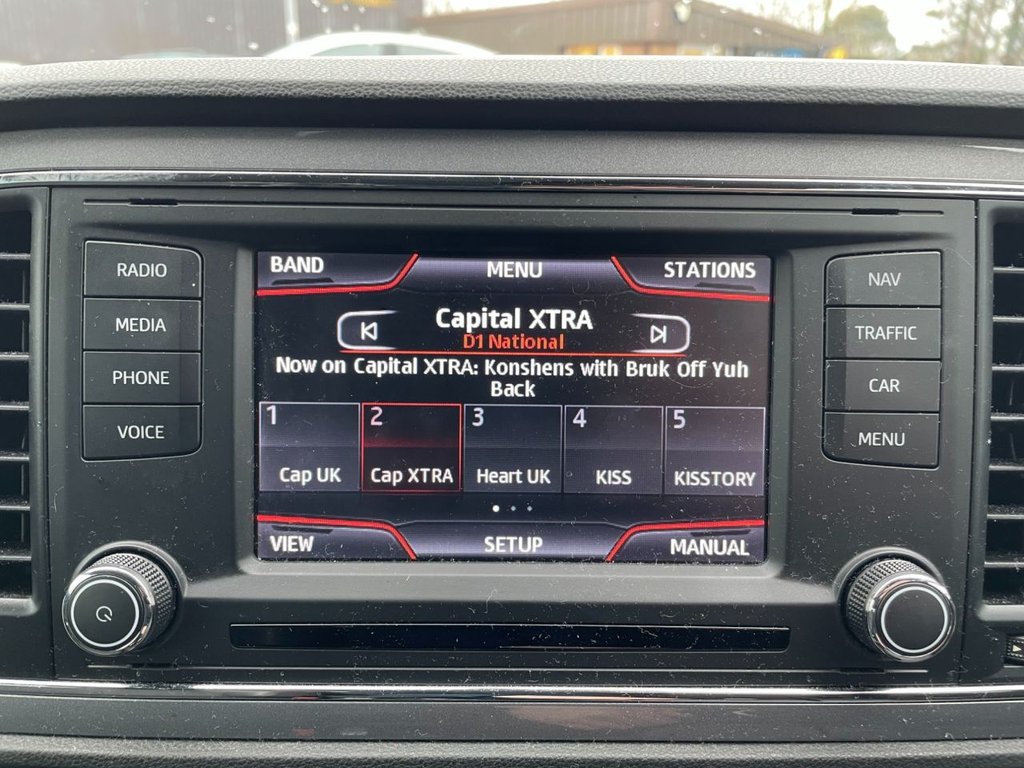 RADIO
MEDIA
PHONE
VOICE
BAND MENU STATIONS
Capital XTRA
D1 National
Now on Capital XTRA: Konshens with Bruk Off Yuh
Back
1 2 3 4 5
Cap UK Cap XTRA Heart UK KISS KISSTORY
VIEW SETUP MANUAL
NAV
TRAFFIC
CAR
MENU